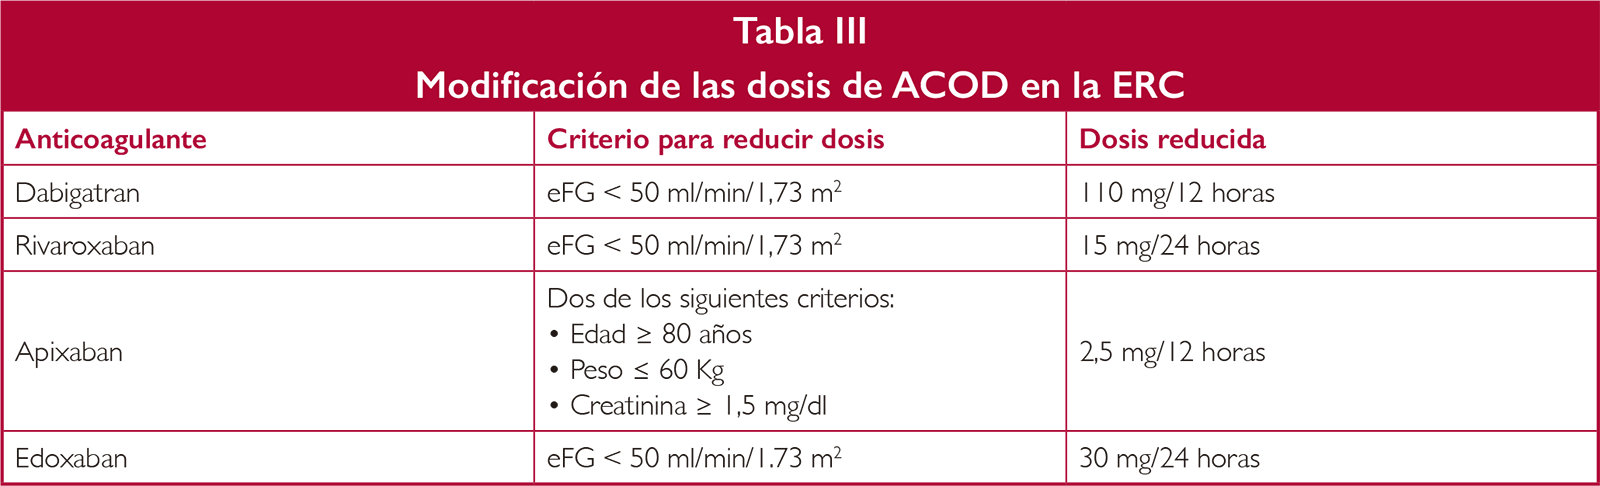 Tabla III
Modificación de las dosis de ACOD en la ERC
Anticoagulante Criterio para reducir dosis Dosis reducida
Dabigatran eFG < 50 ml/min/1,73 m² 110 mg/12 horas
Rivaroxaban eFG < 50 ml/min/1,73 m² 15 mg/24 horas
Apixaban Dos de los siguientes criterios:
• Edad ≥ 80 años
• Peso ≤ 60 Kg
• Creatinina ≥ 1,5 mg/dl
2,5 mg/12 horas
Edoxaban eFG < 50 ml/min/1.73 m² 30 mg/24 horas